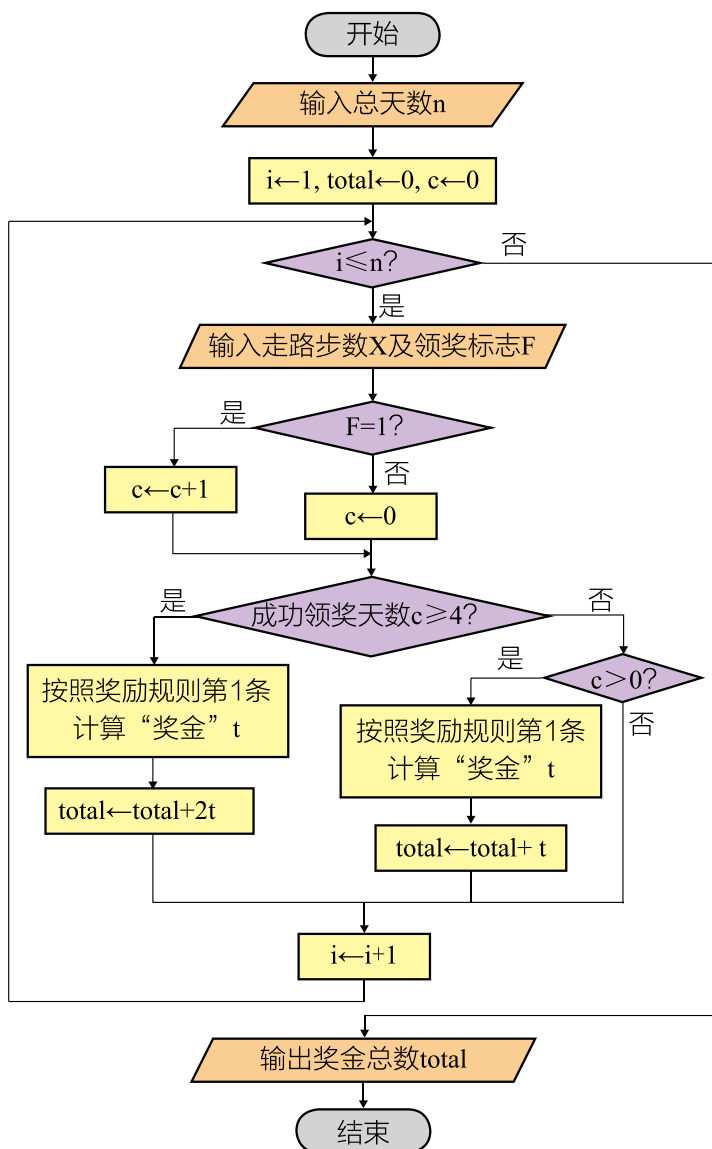 开始
输入总天数n
i←1, total←0, c←0
i≤n?
否
是
输入走路步数X及领奖标志F
F=1?
是
否
c←c+1
c←0
成功领奖天数c≥4?
是
否
c＞0?
是
否
按照奖励规则第1条
计算“奖金”t
total←total+2t
按照奖励规则第1条
计算“奖金”t
total←total+ t
i←i+1
输出奖金总数total
结束